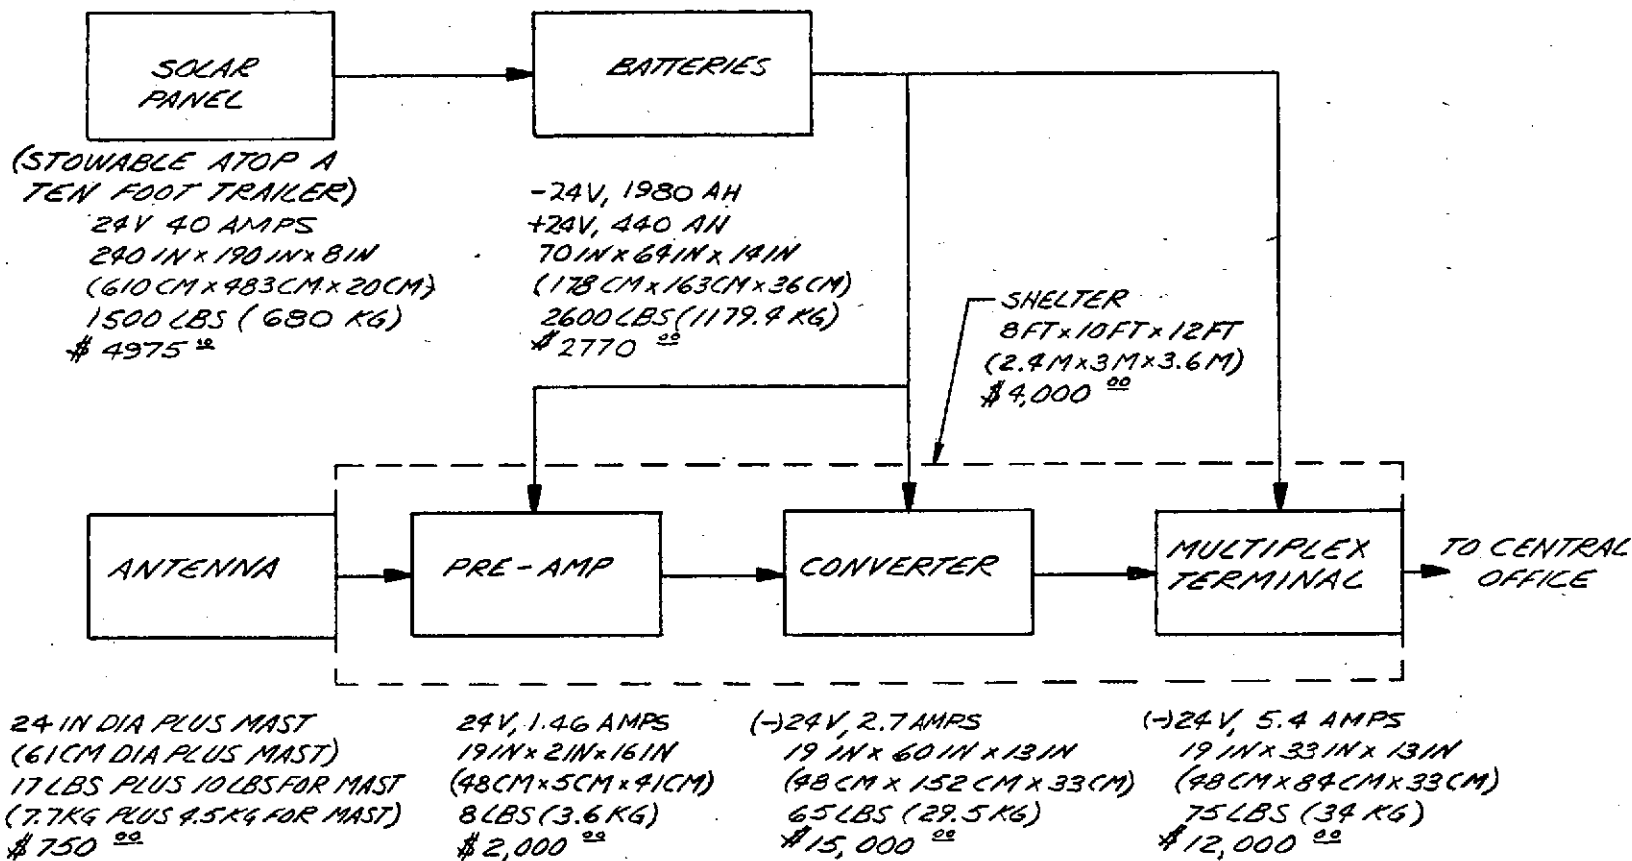 SOLAR
PANEL
(STOWABLE ATOP A
TEN FOOT TRAILER)
24V 40 AMPS
240 IN x 190 IN x 8 IN
(610 CM x 483 CM x 20 CM)
1500 LBS (680 KG)
$ 4975
BATTERIES
-24V, 1980 AH
+24V, 440 AH
70 IN x 64 IN x 14 IN
(178 CM x 163 CM x 36 CM)
2600 LBS (1179.4 KG)
$ 2770 00
SHELTER
8 FT x 10 FT x 12 FT
(2.4 M x 3 M x 3.6 M)
$ 4,000 00
ANTENNA
PRE-AMP
CONVERTER
MULTIPLEX
TERMINAL
TO CENTRAL
OFFICE
24 IN DIA PLUS MAST
(61 CM DIA PLUS MAST)
17 LBS PLUS 10 LBS FOR MAST
(7.7 KG PLUS 4.5 KG FOR MAST)
$ 750 00
24V, 1.46 AMPS
19 IN x 2 IN x 16 IN
(48 CM x 5 CM x 41 CM)
8 LBS (3.6 KG)
$ 2,000 00
(-)24V, 2.7 AMPS
19 IN x 60 IN x 13 IN
(48 CM x 152 CM x 33 CM)
65 LBS (29.5 KG)
$ 15,000 00
(-)24V, 5.4 AMPS
19 IN x 33 IN x 13 IN
(48 CM x 84 CM x 33 CM)
75 LBS (34 KG)
$ 12,000 00